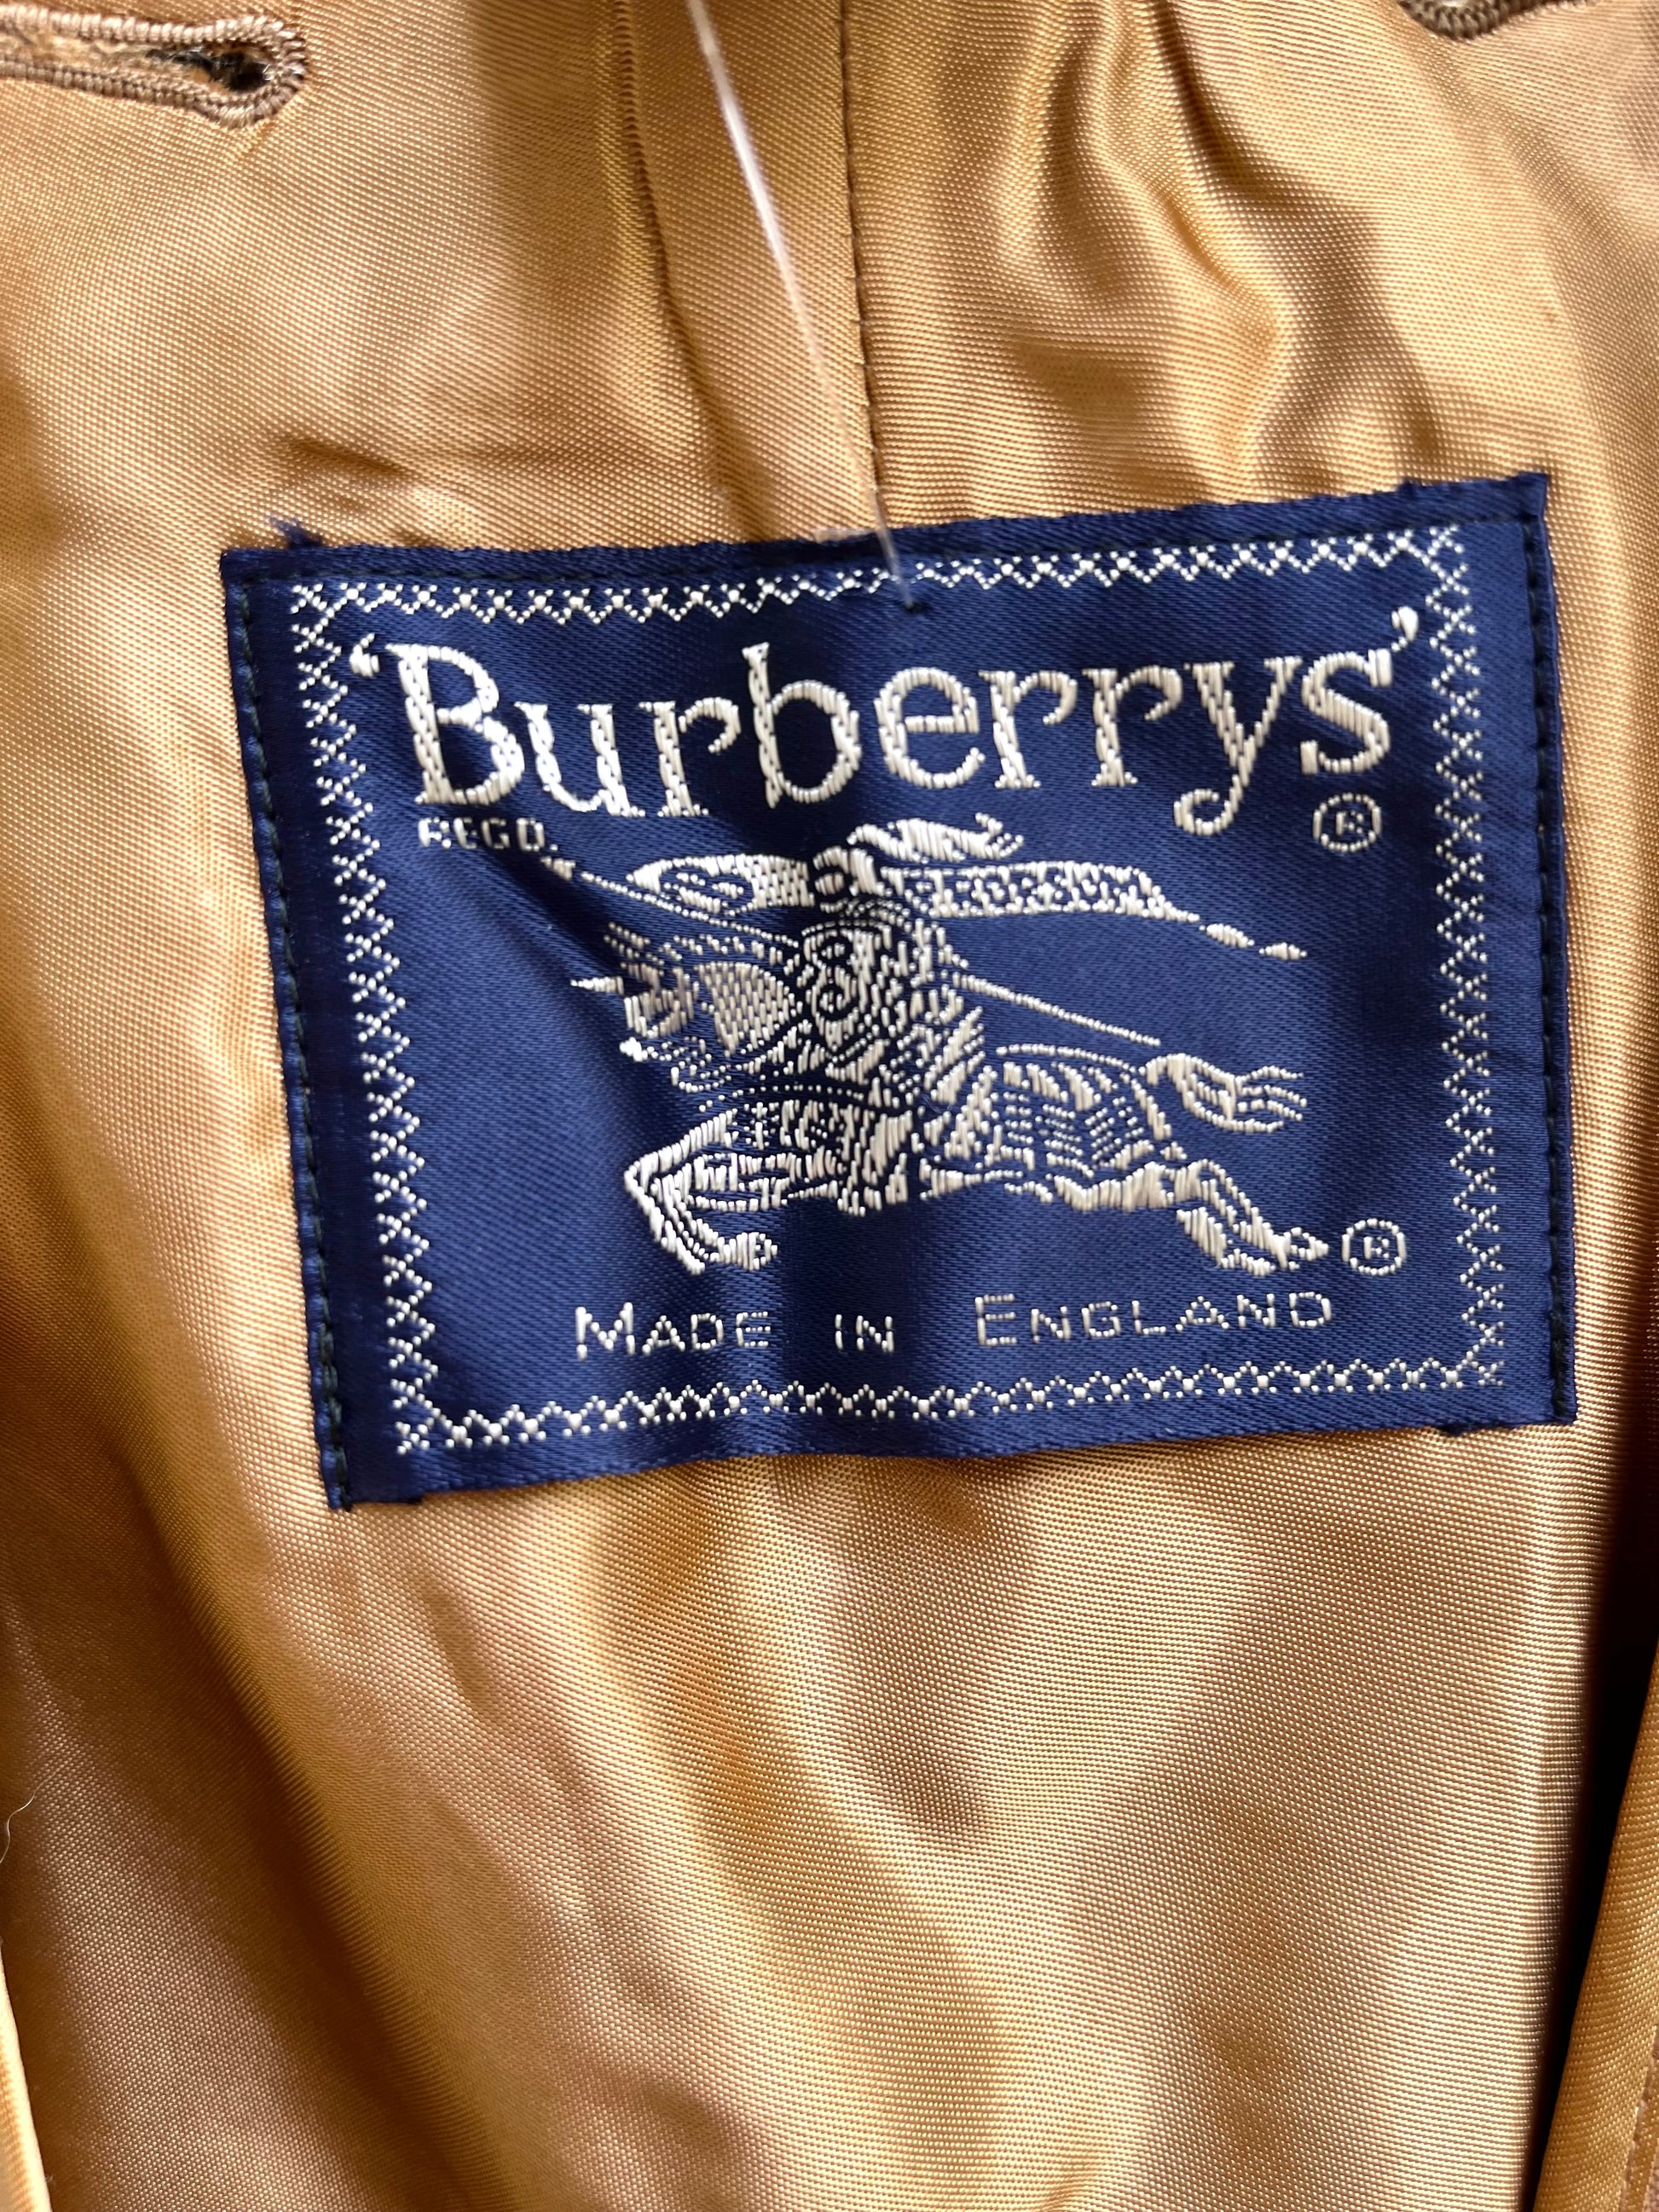 'Burberrys'
REGD. ®
®
MADE IN ENGLAND